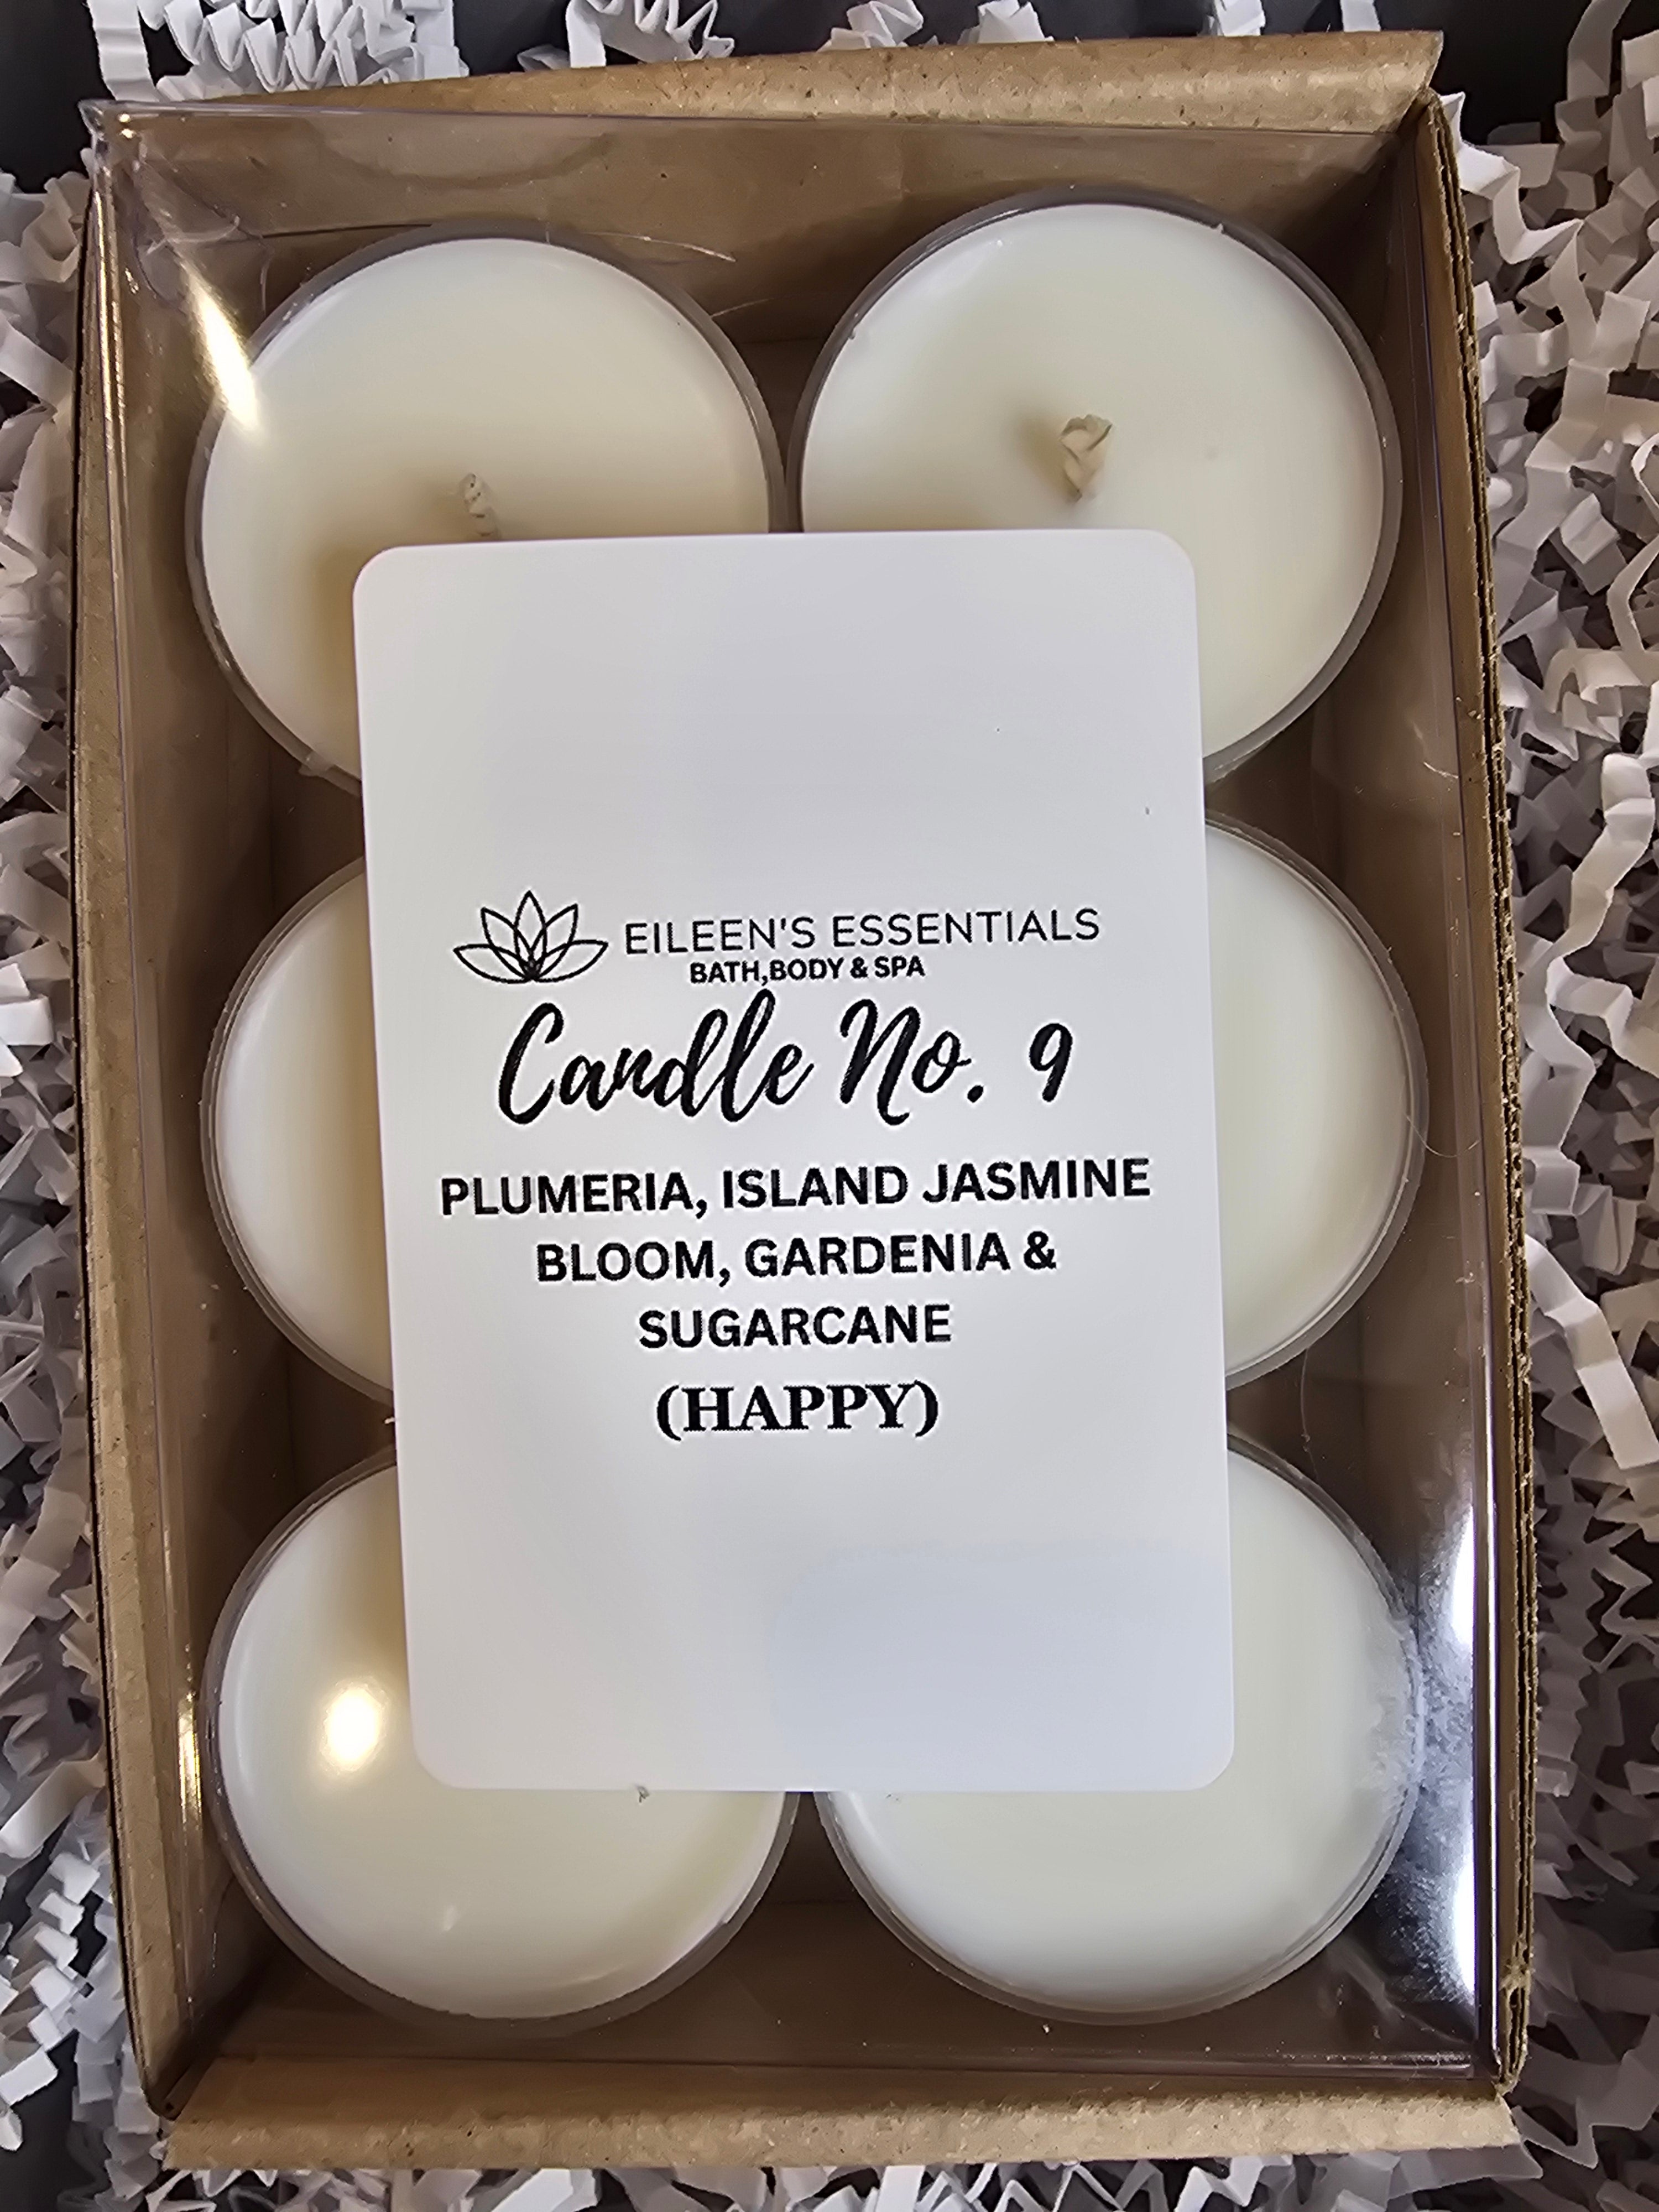 EILEEN'S ESSENTIALS
BATH,BODY & SPA
Candle No. 9
PLUMERIA, ISLAND JASMINE
BLOOM, GARDENIA &
SUGARCANE
(HAPPY)